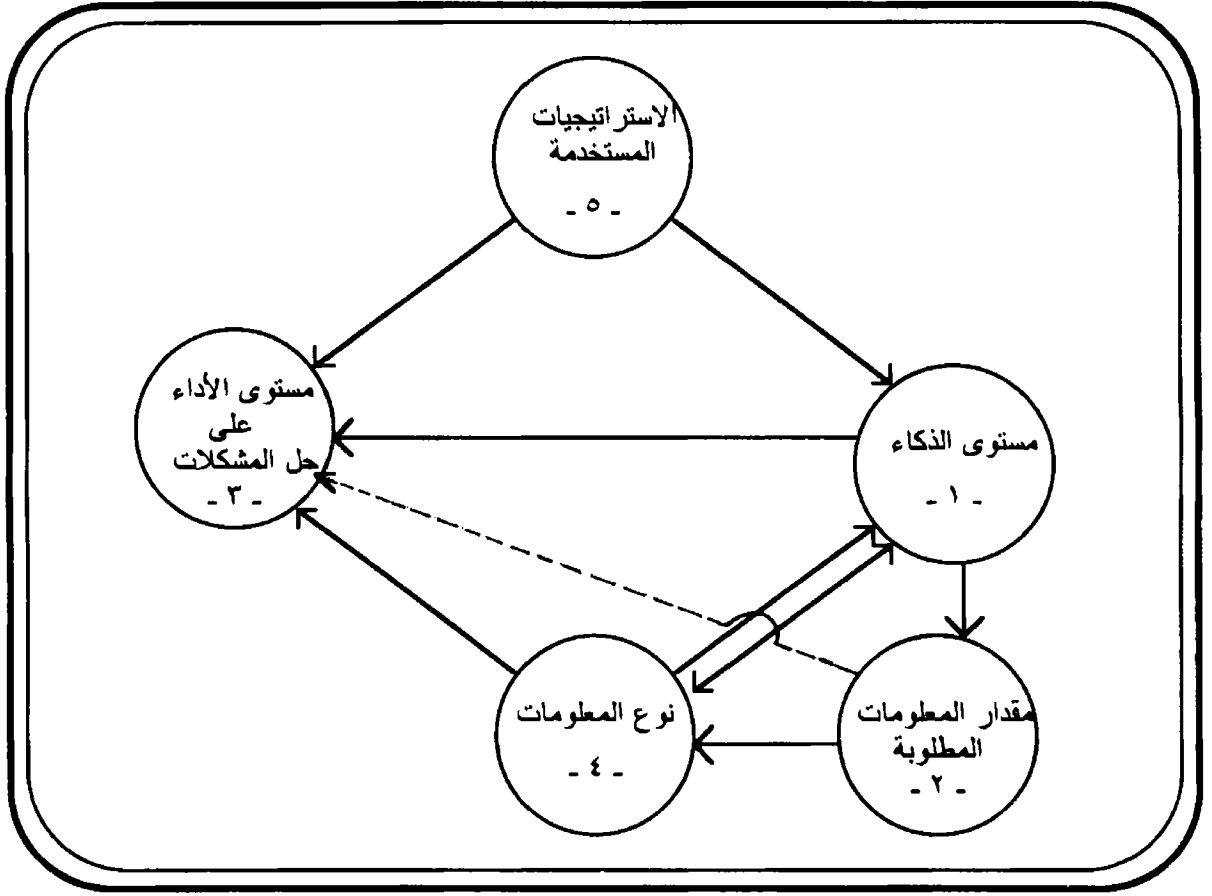 الاستراتيجيات
المستخدمة
- ٥ -
مستوى الأداء
على
حل المشكلات
- ٣ -
مستوى الذكاء
- ١ -
نوع المعلومات
- ٤ -
مقدار المعلومات
المطلوبة
- ٢ -